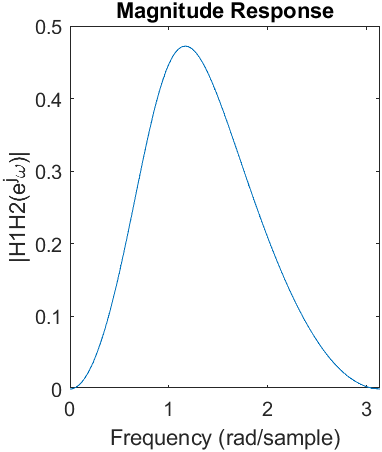 Magnitude Response
|H1H2(e^jω)|
0.5
0.4
0.3
0.2
0.1
0
0 1 2 3
Frequency (rad/sample)